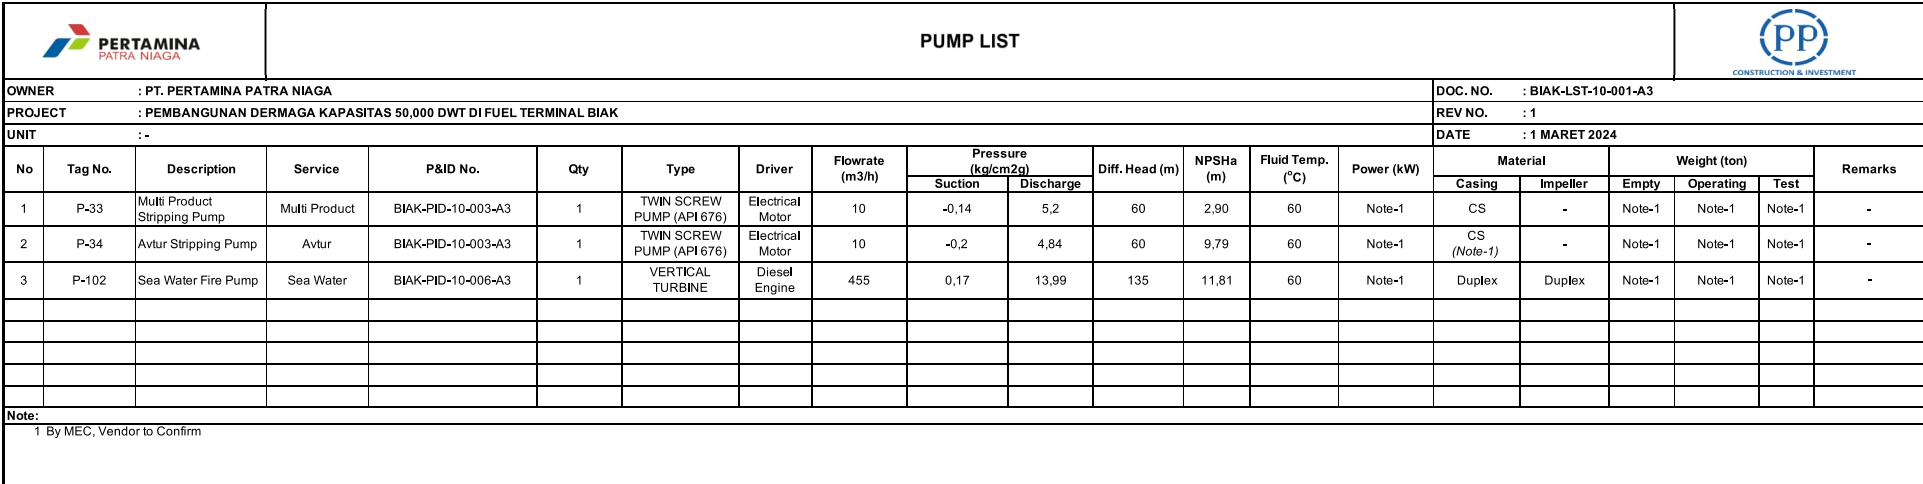 PERTAMINA
PATRA NIAGA
PUMP LIST
PP
CONSTRUCTION & INVESTMENT
OWNER : PT. PERTAMINA PATRA NIAGA DOC. NO. : BIAK-LST-10-001-A3
PROJECT : PEMBANGUNAN DERMAGA KAPASITAS 50,000 DWT DI FUEL TERMINAL BIAK REV NO. : 1
UNIT : - DATE : 1 MARET 2024
No Tag No. Description Service P&ID No. Qty Type Driver Flowrate (m3/h) Pressure (kg/cm2g) Diff. Head (m) NPSHa (m) Fluid Temp. (°C) Power (kW) Material Weight (ton) Remarks
Suction Discharge Casing Impeller Empty Operating Test
1 P-33 Multi Product Stripping Pump Multi Product BIAK-PID-10-003-A3 1 TWIN SCREW PUMP (API 676) Electrical Motor 10 -0,14 5,2 60 2,90 60 Note-1 CS - Note-1 Note-1 Note-1 -
2 P-34 Avtur Stripping Pump Avtur BIAK-PID-10-003-A3 1 TWIN SCREW PUMP (API 676) Electrical Motor 10 -0,2 4,84 60 9,79 60 Note-1 CS (Note-1) - Note-1 Note-1 Note-1 -
3 P-102 Sea Water Fire Pump Sea Water BIAK-PID-10-006-A3 1 VERTICAL TURBINE Diesel Engine 455 0,17 13,99 135 11,81 60 Note-1 Duplex Duplex Note-1 Note-1 Note-1 -
Note:
1 By MEC, Vendor to Confirm